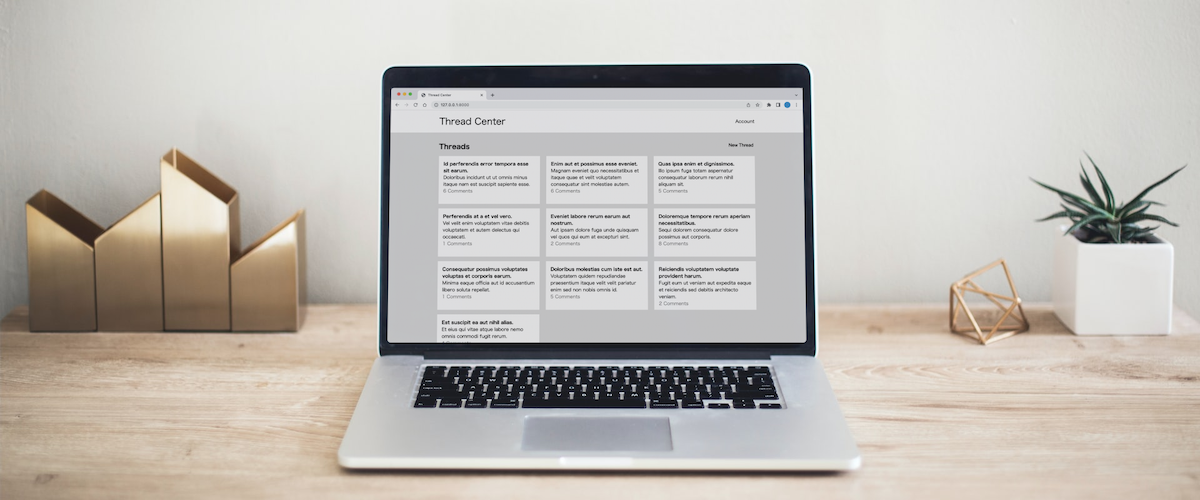 Thread Center
127.0.0.1:8000
Thread Center
Account
Threads
New Thread
Id perferendis error tempora esse
sit earum.
Doloribus incidunt ut ut omnis minus
itaque nam est suscipit sapiente esse.
6 Comments
Enim aut et possimus esse eveniet.
Magnam eveniet quo necessitatibus et
itaque quae et velit voluptatem
consequatur sint molestias autem.
6 Comments
Quas ipsa enim et dignissimos.
Illo ipsum fuga totam aspernatur
consequatur laborum rerum nihil
aliquam sit.
5 Comments
Perferendis at a et vel vero.
Vel velit enim voluptatem vitae debitis
voluptatem et autem delectus qui
occaecati.
1 Comments
Eveniet labore rerum earum aut
nostrum.
Aut ipsam dolore fuga unde quisquam
vel quos qui eum at excepturi sint.
2 Comments
Doloremque tempore rerum aperiam
necessitatibus.
Sequi dolorem consequatur dolore
possimus aut corporis.
8 Comments
Consequatur possimus voluptates
voluptas et corporis earum.
Minima eaque officia aut id accusantium
libero soluta repellat.
1 Comments
Doloribus molestias cum iste est aut.
Voluptatem quidem repudiandae
praesentium itaque velit velit pariatur
enim sed non nobis omnis id.
5 Comments
Reiciendis voluptatem voluptate
provident harum.
Fugit eum ut veniam aut expedita eaque
et reiciendis sed debitis architecto
veniam.
2 Comments
Est suscipit ea aut nihil alias.
Et eius qui vitae atque labore nemo
omnis commodi fugit rerum.